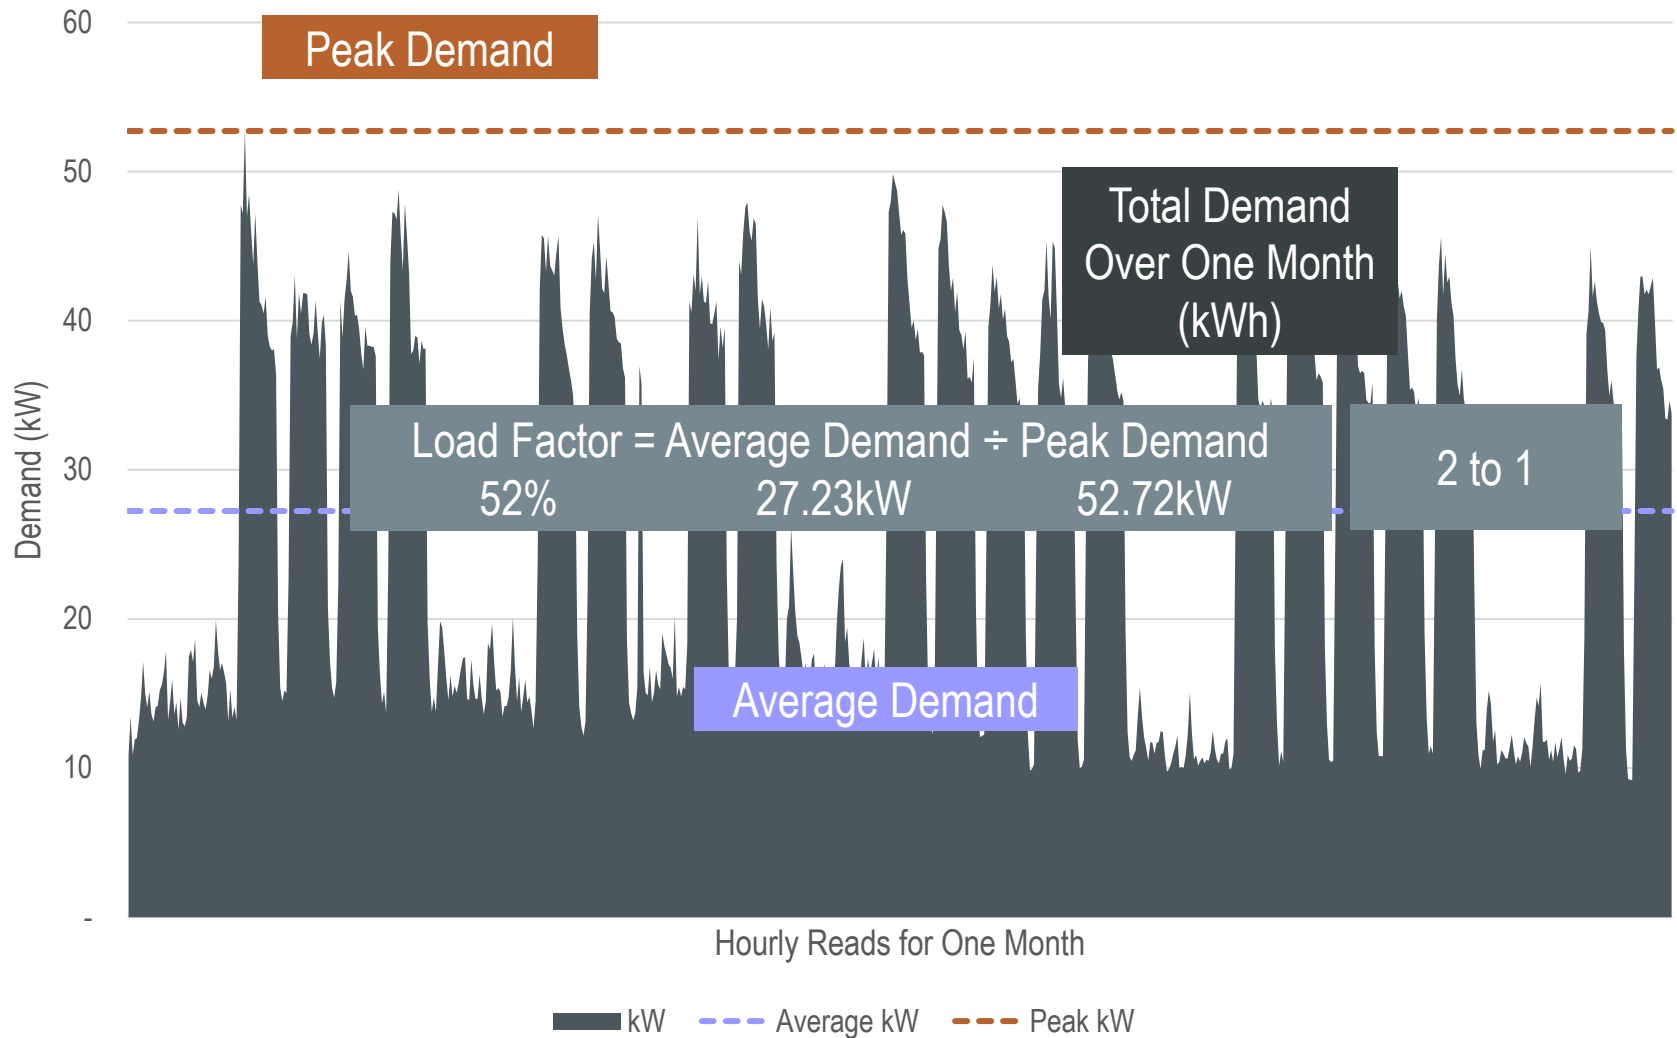 60
Peak Demand
50
Total Demand
Over One Month
(kWh)
40
Demand (kW)
Load Factor = Average Demand ÷ Peak Demand
52% 27.23kW 52.72kW
2 to 1
30
20
Average Demand
10
-
Hourly Reads for One Month
kW Average kW Peak kW